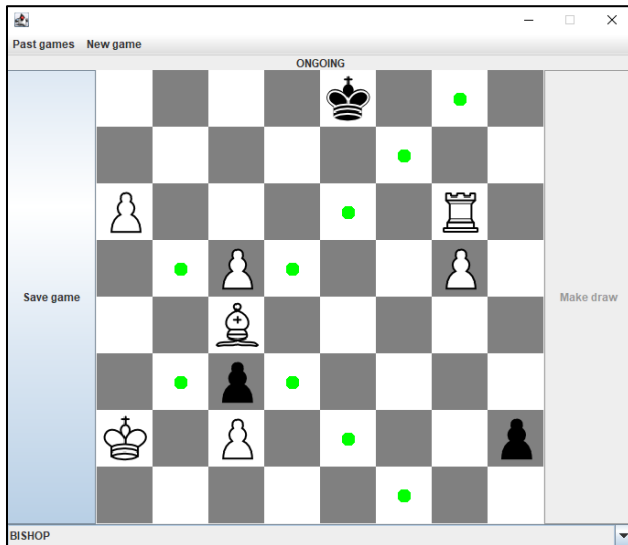 Past games New game
ONGOING
Save game
Make draw
BISHOP